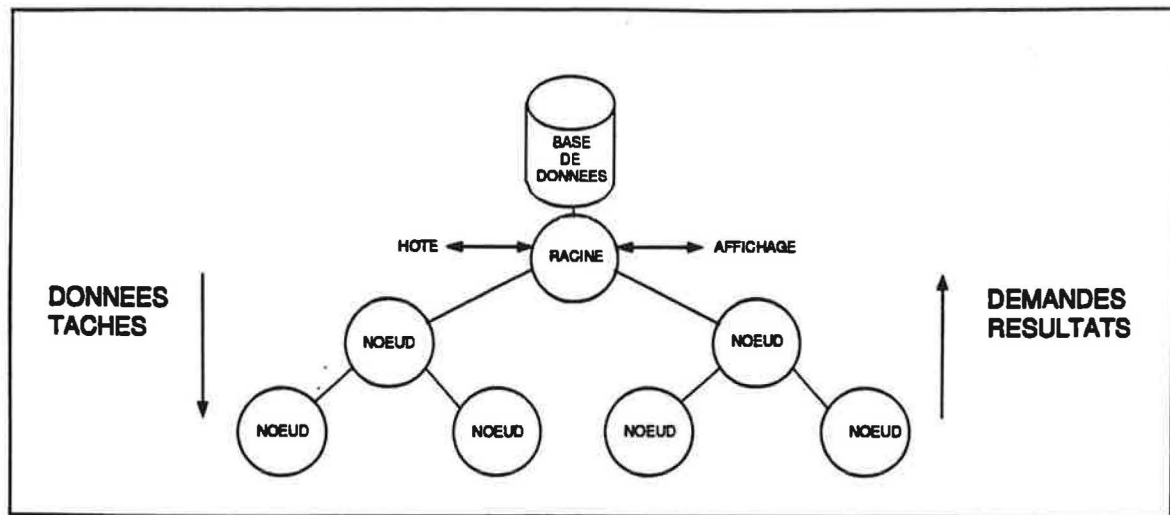 BASE
DE
DONNEES
HOTE
RACINE
AFFICHAGE
DONNEES
TACHES
DEMANDES
RESULTATS
NOEUD
NOEUD
NOEUD
NOEUD
NOEUD
NOEUD